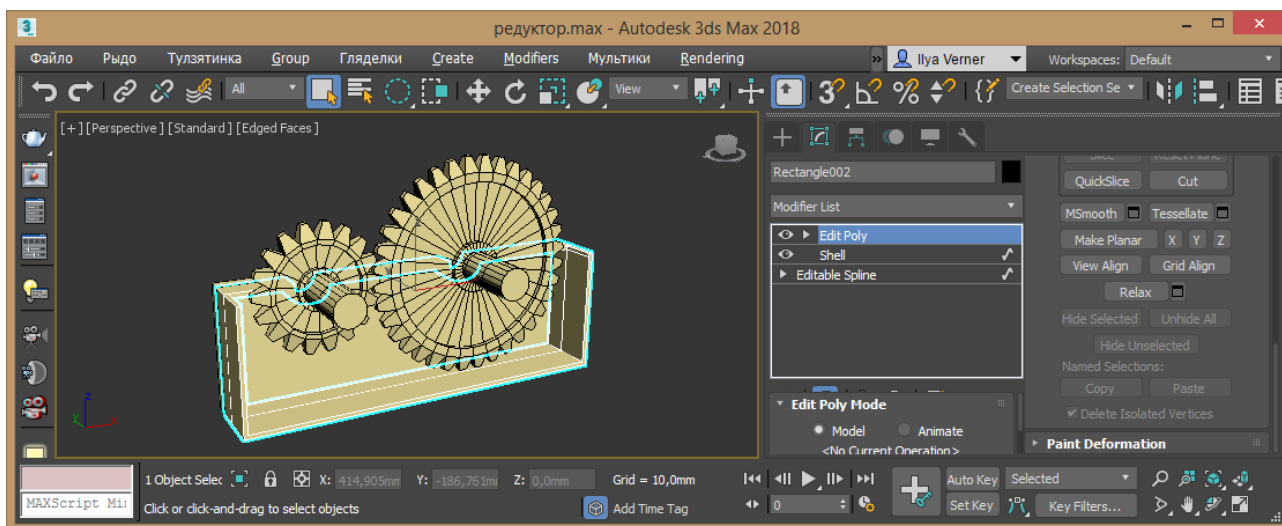 3
редуктор.max - Autodesk 3ds Max 2018
Файло Рыдо Тулзятинка Group Гляделки Create Modifiers Мультики Rendering » Ilya Verner Workspaces: Default
All View Create Selection Se
[+] [Perspective ] [Standard ] [Edged Faces ]
Rectangle002
Modifier List
Edit Poly
Shell
Editable Spline
Slice Reset Plane
QuickSlice Cut
MSmooth Tessellate
Make Planar X Y Z
View Align Grid Align
Relax
Hide Selected Unhide All
Hide Unselected
Named Selections:
Copy Paste
Delete Isolated Vertices
Edit Poly Mode
Model Animate
<No Current Operation>
Paint Deformation
z
y x
1 Object Selec X: 414,905mm Y: -186,761m Z: 0,0mm Grid = 10,0mm Auto Key Selected
MAXScript Mi
Click or click-and-drag to select objects Add Time Tag 0 Set Key Key Filters...